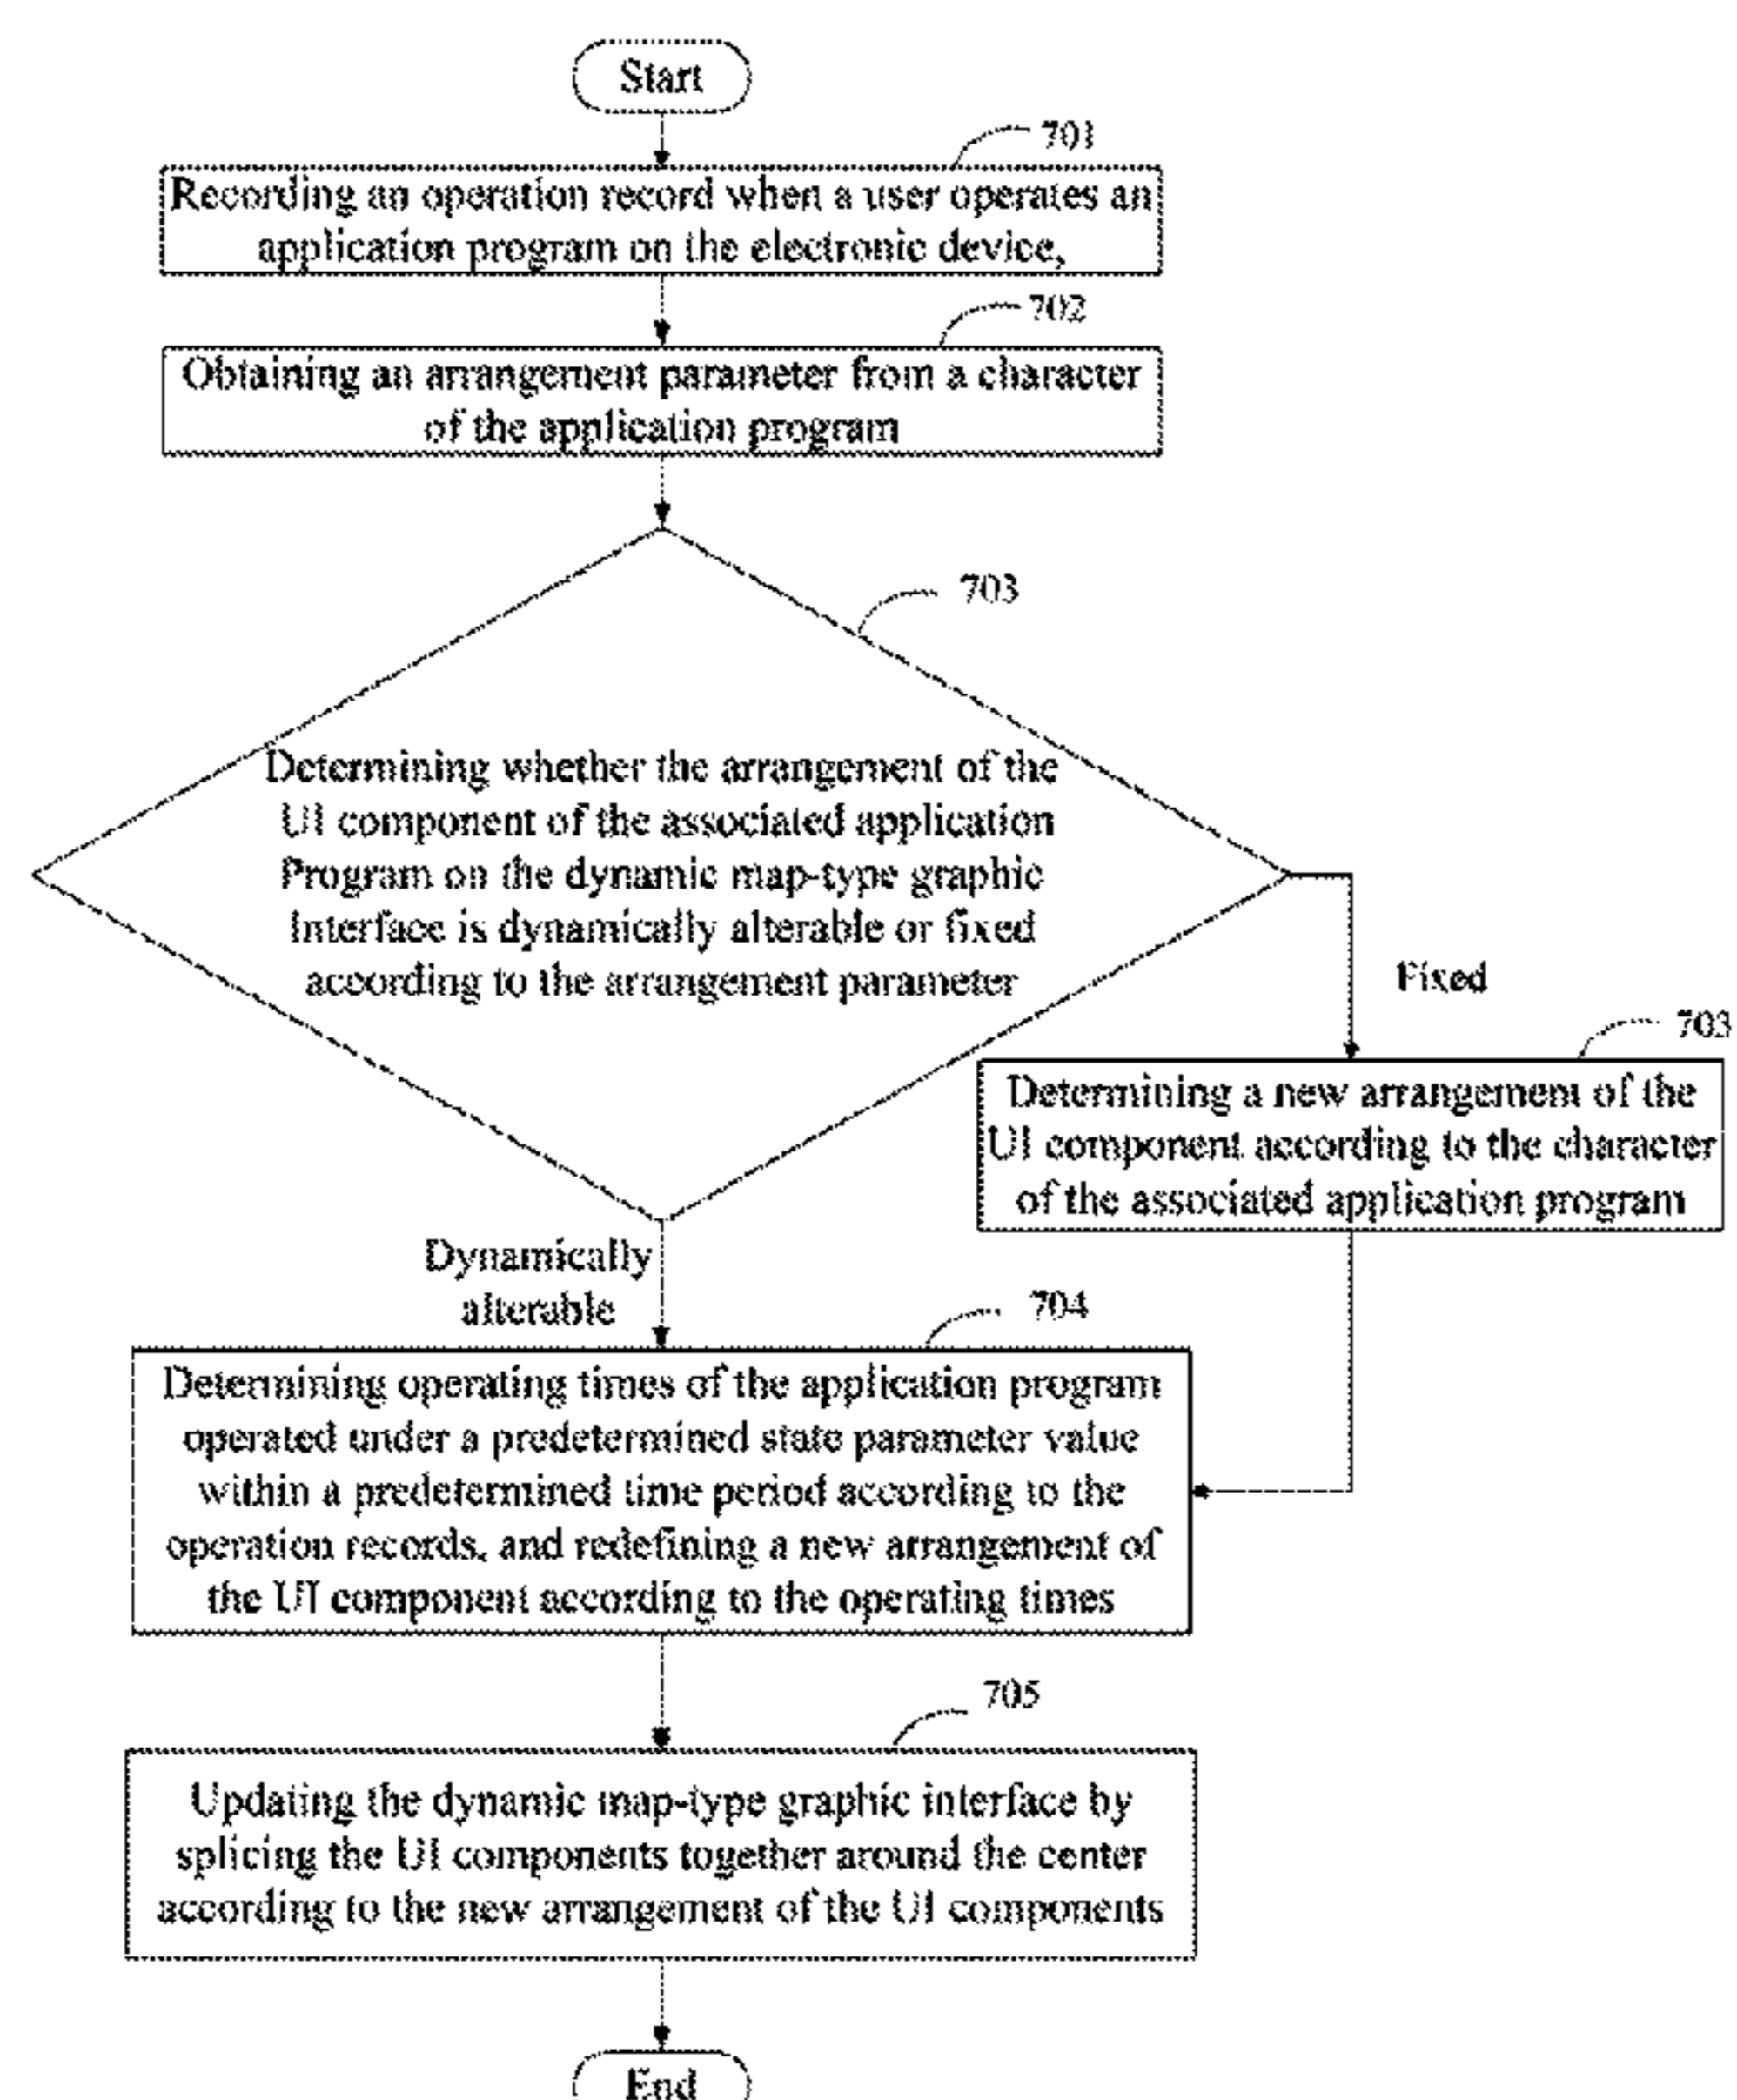 Start
701
Recording an operation record when a user operates an
application program on the electronic device,
702
Obtaining an arrangement parameter from a character
of the application program
703
Determining whether the arrangement of the
UI component of the associated application
Program on the dynamic map-type graphic
Interface is dynamically alterable or fixed
according to the arrangement parameter
Fixed
703
Determining a new arrangement of the
UI component according to the character
of the associated application program
Dynamically
alterable
704
Determining operating times of the application program
operated under a predetermined state parameter value
within a predetermined time period according to the
operation records, and redefining a new arrangement of
the UI component according to the operating times
705
Updating the dynamic map-type graphic interface by
splicing the UI components together around the center
according to the new arrangement of the UI components
End